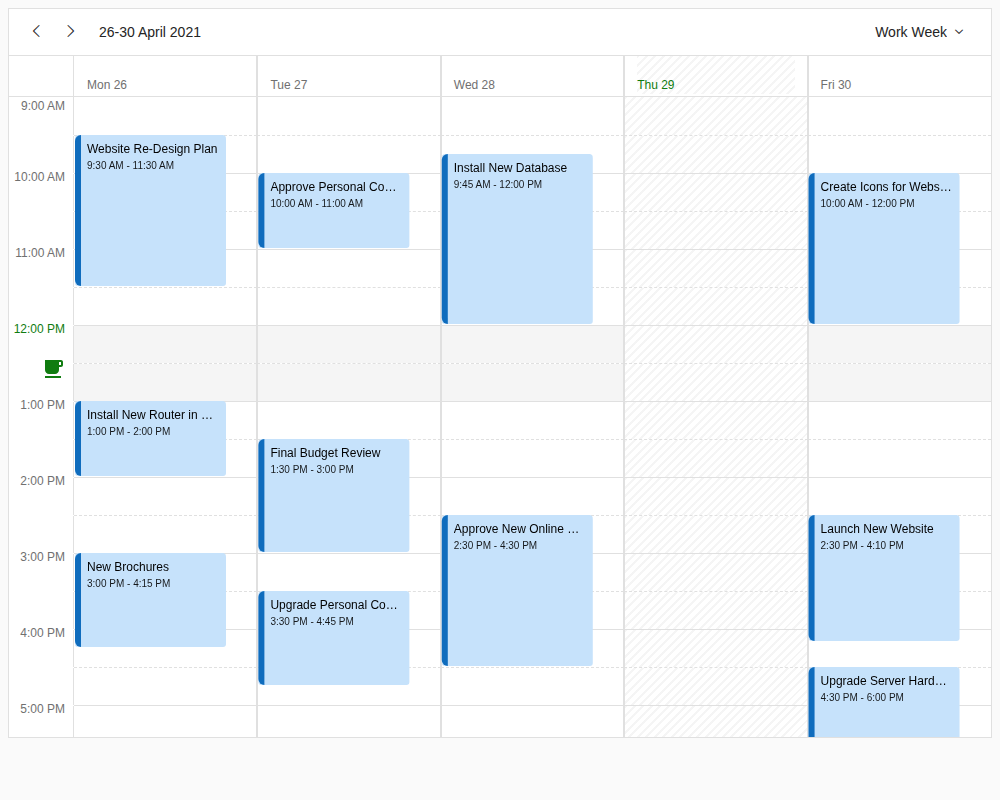 26-30 April 2021
Work Week
Mon 26
Tue 27
Wed 28
Thu 29
Fri 30
9:00 AM
10:00 AM
11:00 AM
12:00 PM
1:00 PM
2:00 PM
3:00 PM
4:00 PM
5:00 PM
Website Re-Design Plan
9:30 AM - 11:30 AM
Install New Router in ...
1:00 PM - 2:00 PM
New Brochures
3:00 PM - 4:15 PM
Approve Personal Co...
10:00 AM - 11:00 AM
Final Budget Review
1:30 PM - 3:00 PM
Upgrade Personal Co...
3:30 PM - 4:45 PM
Install New Database
9:45 AM - 12:00 PM
Approve New Online ...
2:30 PM - 4:30 PM
Create Icons for Webs...
10:00 AM - 12:00 PM
Launch New Website
2:30 PM - 4:10 PM
Upgrade Server Hard...
4:30 PM - 6:00 PM